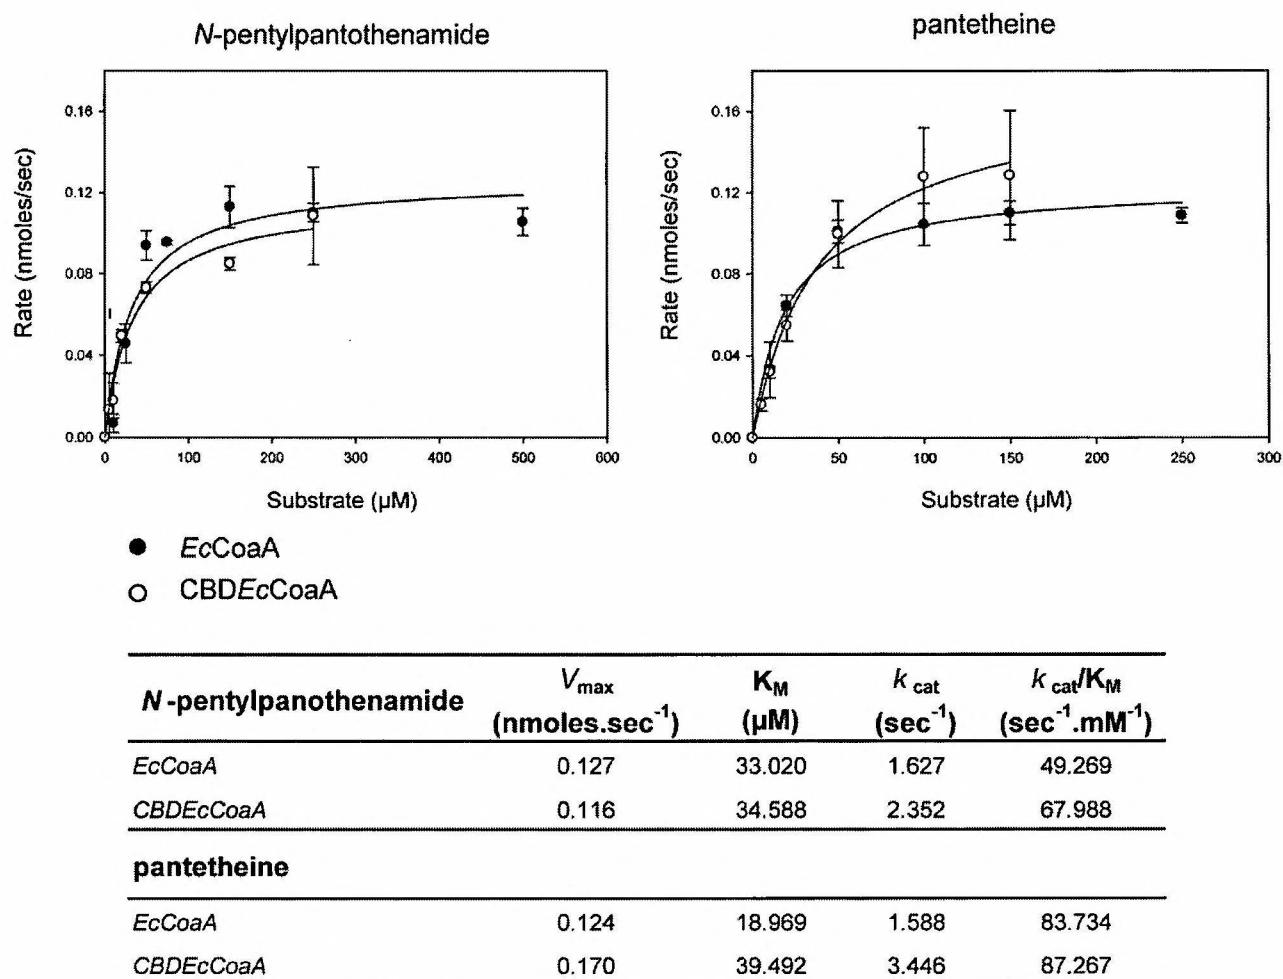 N-pentylpantothenamide
pantetheine
Rate (nmoles/sec)
0.16
0.12
0.08
0.04
0.00
0 100 200 300 400 500 600
Substrate (µM)
Rate (nmoles/sec)
0.16
0.12
0.08
0.04
0.00
0 50 100 150 200 250 300
Substrate (µM)
EcCoaA
CBDEcCoaA
N-pentylpanothenamide Vmax (nmoles.sec⁻¹) KM (µM) kcat (sec⁻¹) kcat/KM (sec⁻¹.mM⁻¹)
EcCoaA 0.127 33.020 1.627 49.269
CBDEcCoaA 0.116 34.588 2.352 67.988
pantetheine
EcCoaA 0.124 18.969 1.588 83.734
CBDEcCoaA 0.170 39.492 3.446 87.267